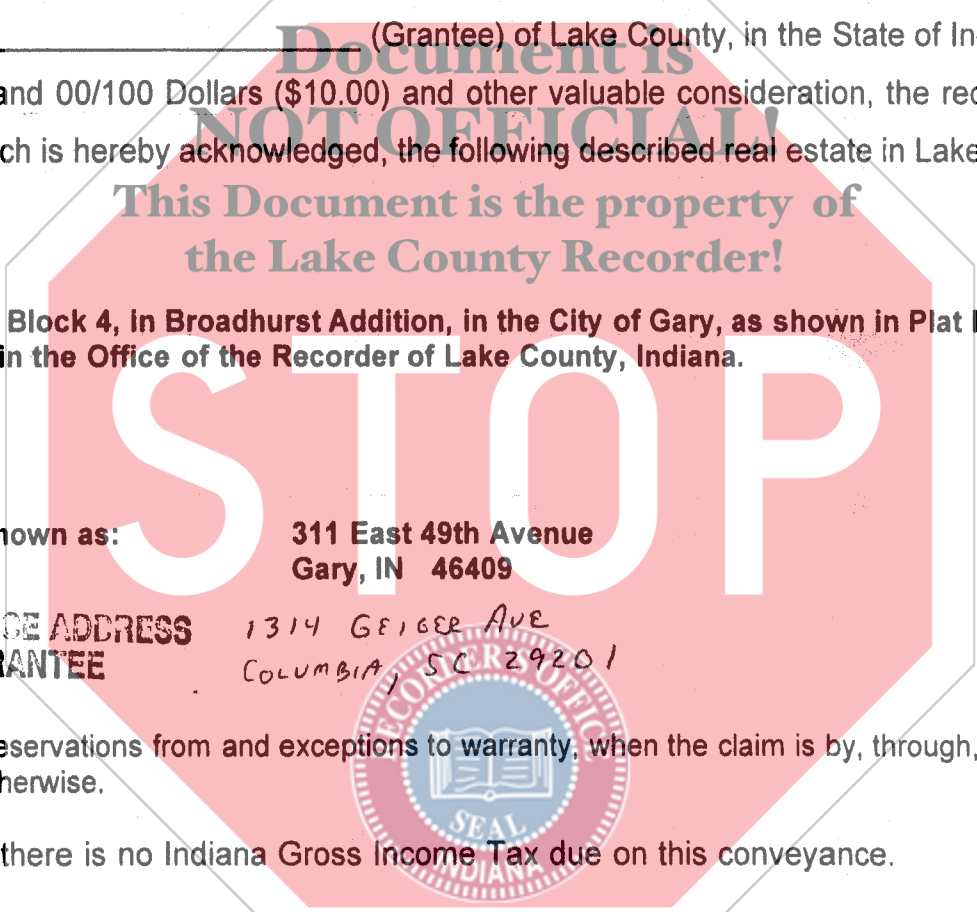 (Grantee) of Lake County, in the State of In
Document is
and 00/100 Dollars ($10.00) and other valuable consideration, the rec
NOT OFFICIAL!
ch is hereby acknowledged, the following described real estate in Lake
This Document is the property of
the Lake County Recorder!
Block 4, in Broadhurst Addition, in the City of Gary, as shown in Plat
in the Office of the Recorder of Lake County, Indiana.
STOP
nown as: 311 East 49th Avenue
Gary, IN 46409
CE ADDRESS 1314 GEIGER AVE
RANTEE COLUMBIA, SC 29201
RECORDER'S OFFICE
eservations from and exceptions to warranty, when the claim is by, through,
herwise.
SEAL
there is no Indiana Gross Income Tax due on this conveyance.
INDIANA